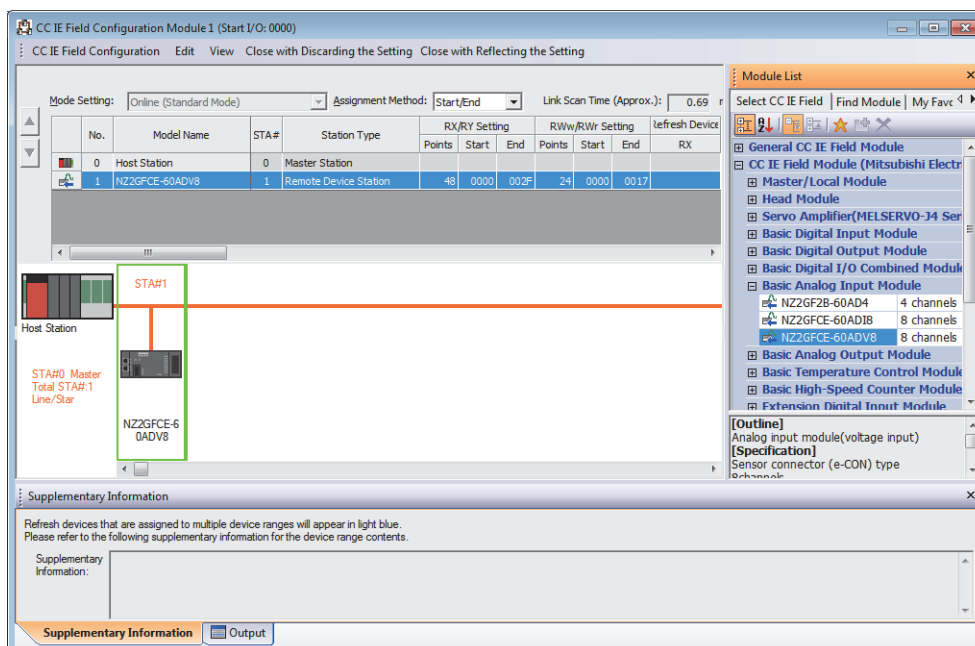 CC IE Field Configuration Module 1 (Start I/O: 0000)
CC IE Field Configuration Edit View Close with Discarding the Setting Close with Reflecting the Setting
Mode Setting: Online (Standard Mode) Assignment Method: Start/End Link Scan Time (Approx.): 0.69
No. Model Name STA# Station Type RX/RY Setting RWw/RWr Setting Refresh Device
Points Start End Points Start End RX
0 Host Station 0 Master Station
1 NZ2GFCE-60ADV8 1 Remote Device Station 48 0000 002F 24 0000 0017
STA#1
Host Station
STA#0 Master
Total STA#:1
Line/Star
NZ2GFCE-6
0ADV8
Module List
Select CC IE Field Find Module My Favc
General CC IE Field Module
CC IE Field Module (Mitsubishi Electr
Master/Local Module
Head Module
Servo Amplifier(MELSERVO-J4 Ser
Basic Digital Input Module
Basic Digital Output Module
Basic Digital I/O Combined Modul
Basic Analog Input Module
NZ2GF2B-60AD4 4 channels
NZ2GFCE-60ADI8 8 channels
NZ2GFCE-60ADV8 8 channels
Basic Analog Output Module
Basic Temperature Control Module
Basic High-Speed Counter Module
Extension Digital Input Module
[Outline]
Analog input module(voltage input)
[Specification]
Sensor connector (e-CON) type
8channels
Supplementary Information
Refresh devices that are assigned to multiple device ranges will appear in light blue.
Please refer to the following supplementary information for the device range contents.
Supplementary
Information:
Supplementary Information Output